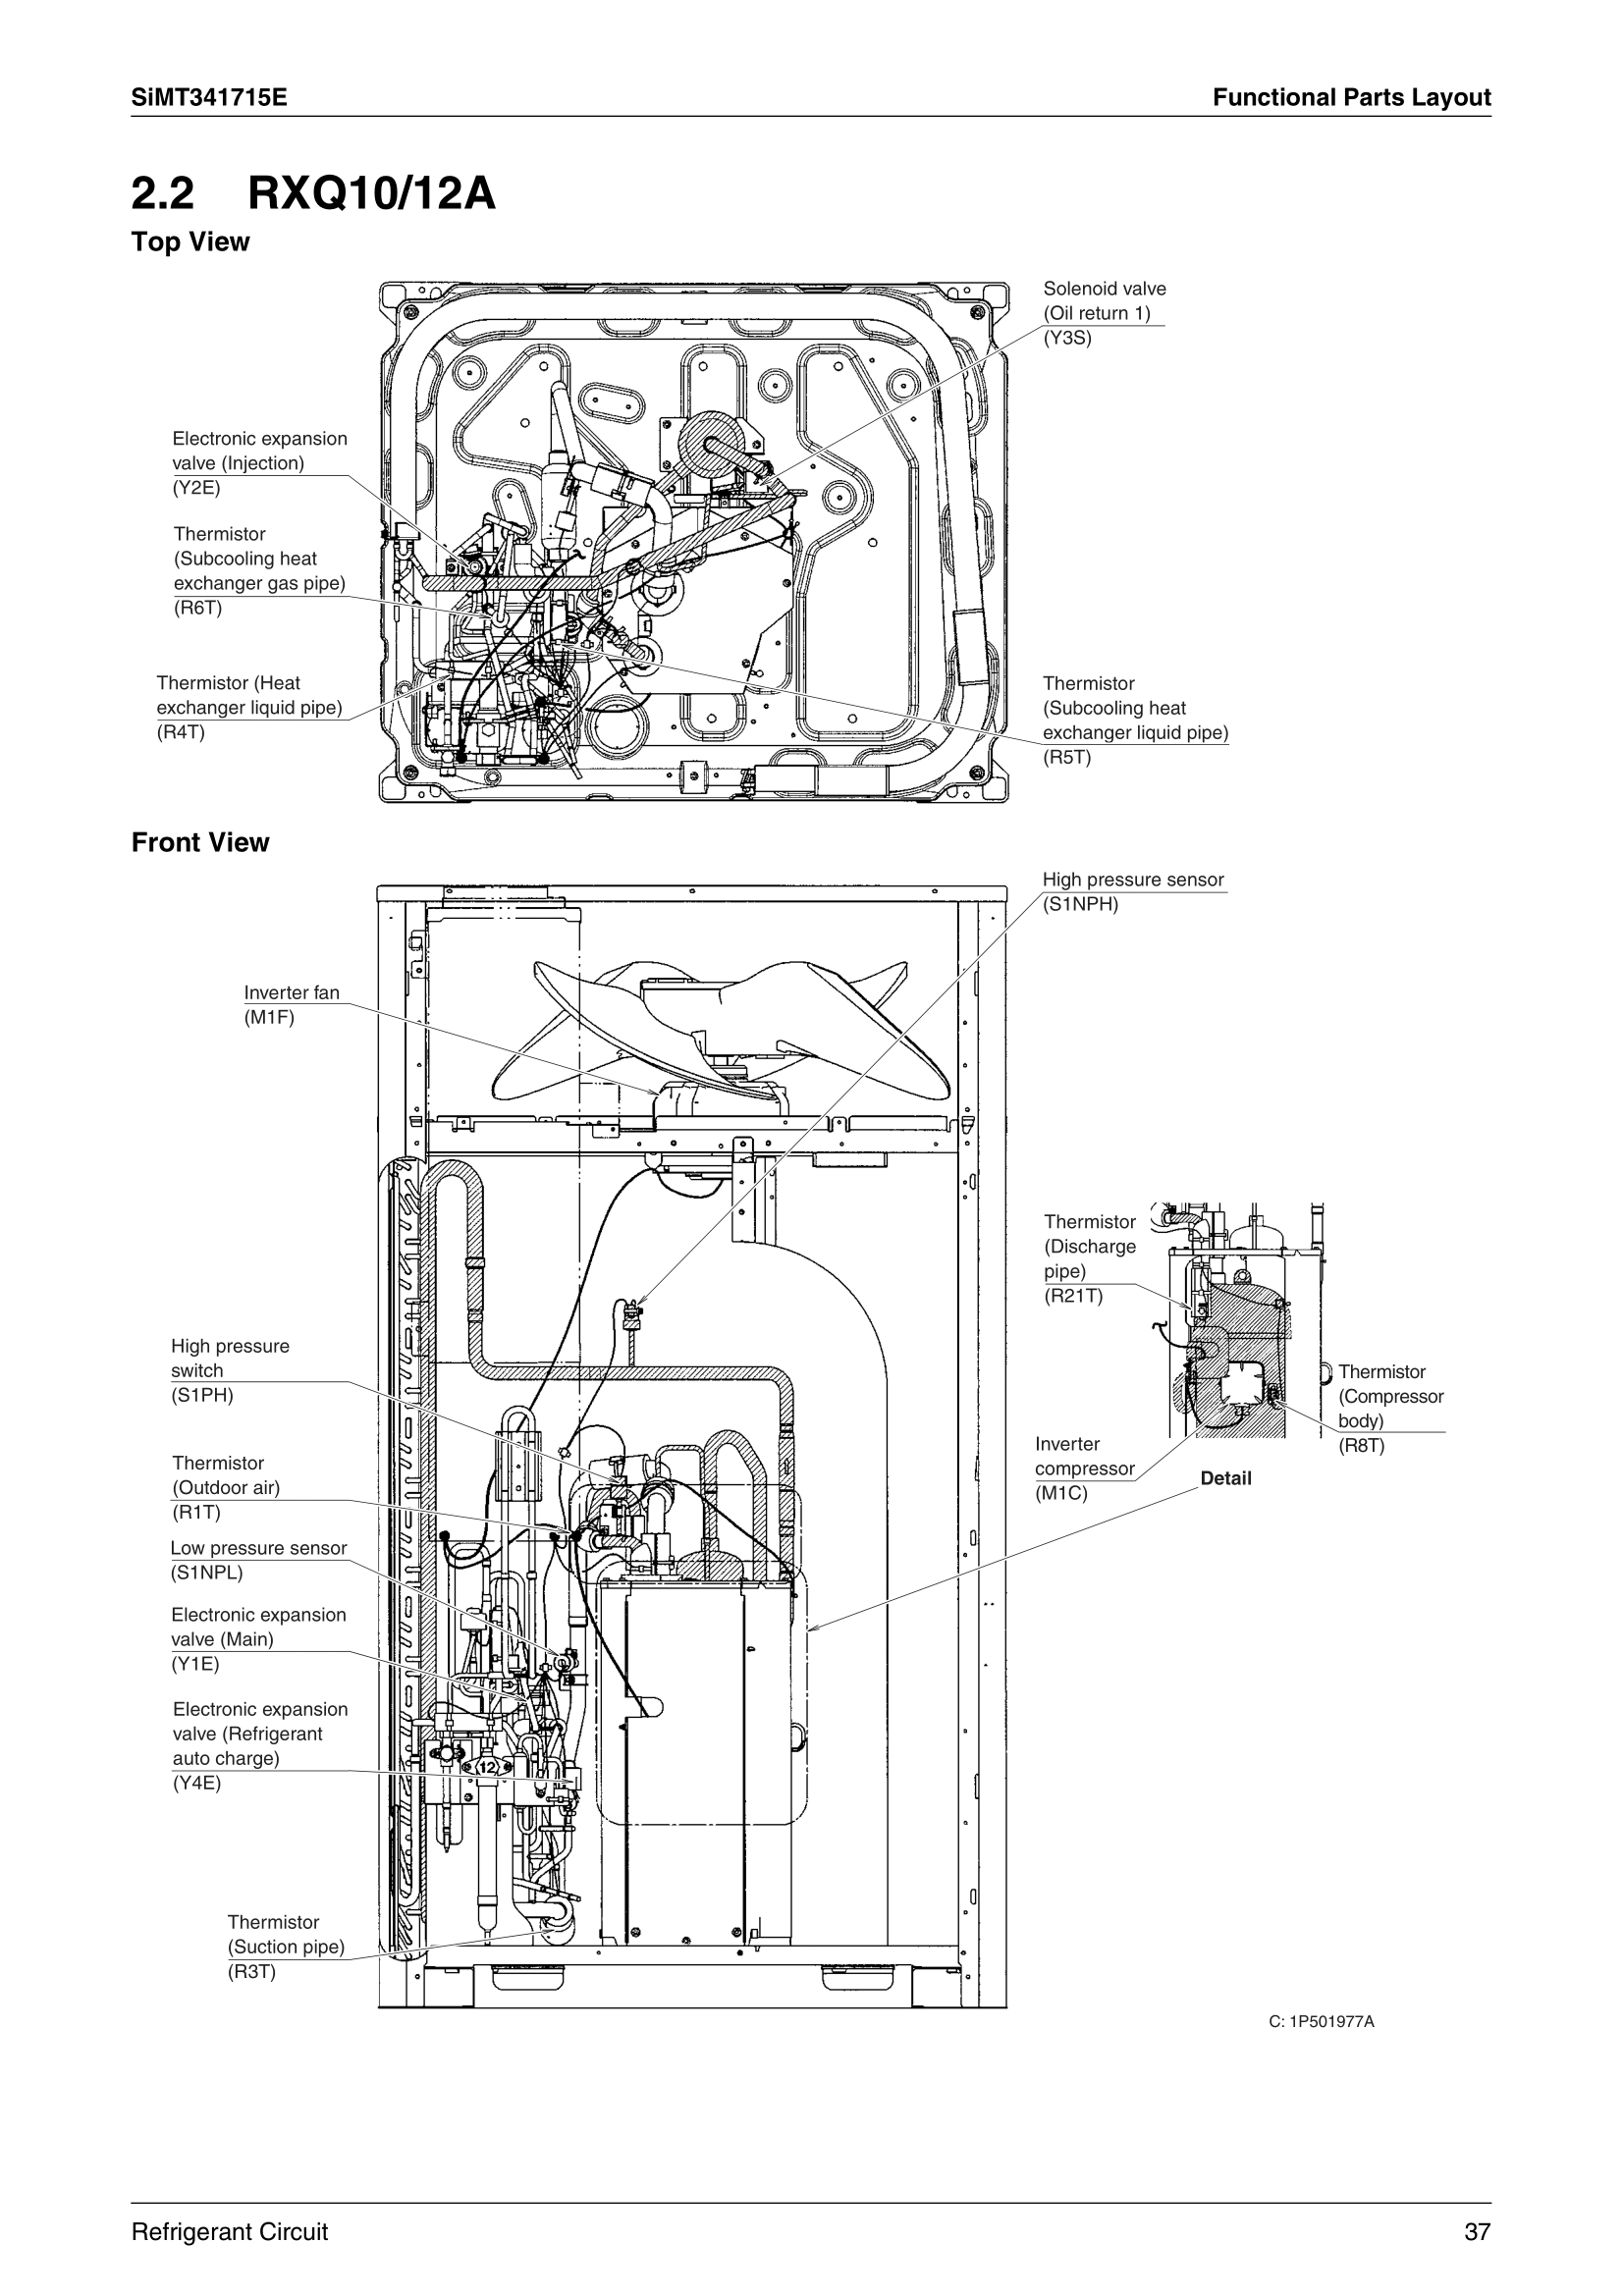 SiMT341715E
Functional Parts Layout
2.2 RXQ10/12A
Top View
Solenoid valve
(Oil return 1)
(Y3S)
Electronic expansion
valve (Injection)
(Y2E)
Thermistor
(Subcooling heat
exchanger gas pipe)
(R6T)
Thermistor (Heat
exchanger liquid pipe)
(R4T)
Thermistor
(Subcooling heat
exchanger liquid pipe)
(R5T)
Front View
High pressure sensor
(S1NPH)
Inverter fan
(M1F)
Thermistor
(Discharge
pipe)
(R21T)
High pressure
switch
(S1PH)
Thermistor
(Compressor
body)
(R8T)
Inverter
compressor
(M1C)
Detail
Thermistor
(Outdoor air)
(R1T)
Low pressure sensor
(S1NPL)
Electronic expansion
valve (Main)
(Y1E)
Electronic expansion
valve (Refrigerant
auto charge)
(Y4E)
12
Thermistor
(Suction pipe)
(R3T)
C: 1P501977A
Refrigerant Circuit
37